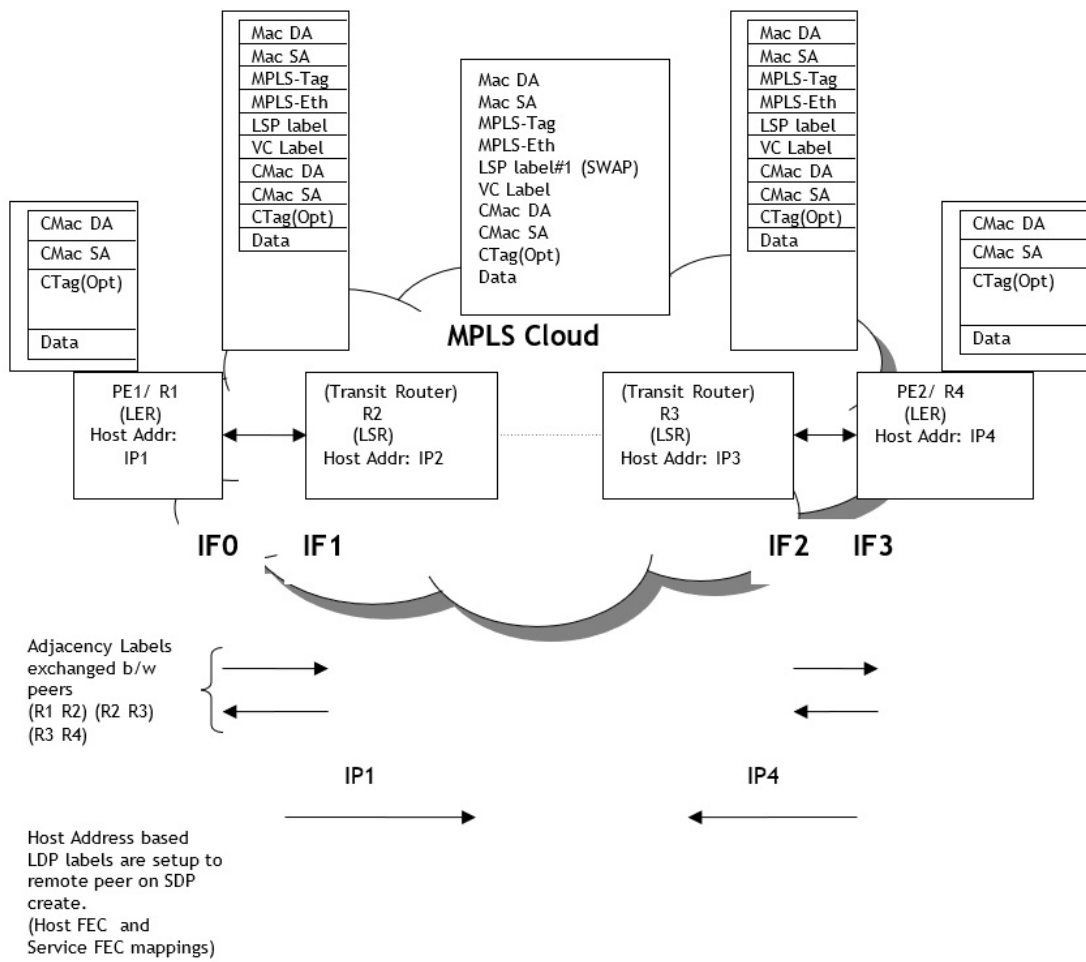 Mac DA
Mac SA
MPLS-Tag
MPLS-Eth
LSP label
VC Label
CMac DA
CMac SA
CTag(Opt)
Data
Mac DA
Mac SA
MPLS-Tag
MPLS-Eth
LSP label#1 (SWAP)
VC Label
CMac DA
CMac SA
CTag(Opt)
Data
Mac DA
Mac SA
MPLS-Tag
MPLS-Eth
LSP label
VC Label
CMac DA
CMac SA
CTag(Opt)
Data
CMac DA
CMac SA
CTag(Opt)
Data
CMac DA
CMac SA
CTag(Opt)
Data
MPLS Cloud
PE1/ R1
(LER)
Host Addr:
IP1
(Transit Router)
R2
(LSR)
Host Addr: IP2
(Transit Router)
R3
(LSR)
Host Addr: IP3
PE2/ R4
(LER)
Host Addr: IP4
IF0
IF1
IF2
IF3
Adjacency Labels
exchanged b/w
peers
(R1 R2) (R2 R3)
(R3 R4)
IP1
IP4
Host Address based
LDP labels are setup to
remote peer on SDP
create.
(Host FEC and
Service FEC mappings)